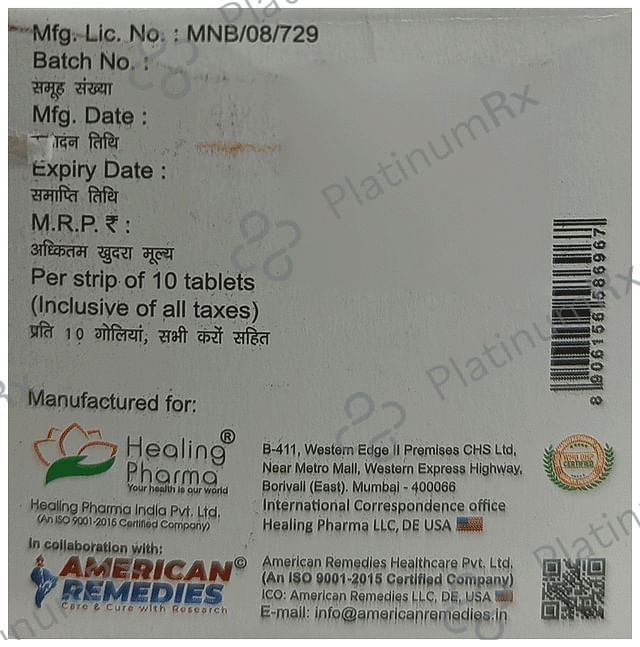 Mfg. Lic. No. : MNB/08/729
Batch No. :
समूह संख्या
Mfg. Date :
तिथि
Expiry Date :
समाप्ति तिथि
M.R.P. ₹ :
अधिकतम खुदरा मूल्य
Per strip of 10 tablets
(Inclusive of all taxes)
प्रति 10 गोलियां, सभी करों सहित
8 906156 586967
Manufactured for:
Healing®
Pharma
Your health is our world
Healing Pharma India Pvt. Ltd.
(An ISO 9001-2015 Certified Company)
B-411, Western Edge II Premises CHS Ltd,
Near Metro Mall, Western Express Highway,
Borivali (East). Mumbai - 400066
International Correspondence office
Healing Pharma LLC, DE USA
WHO GMP
CERTIFIED
In collaboration with:
AMERICAN©
REMEDIES
Care & Cure with Research
American Remedies Healthcare Pvt. Ltd.
(An ISO 9001-2015 Certified Company)
ICO: American Remedies LLC, DE, USA
E-mail: info@americanremedies.in
PlatinumRx
PlatinumRx